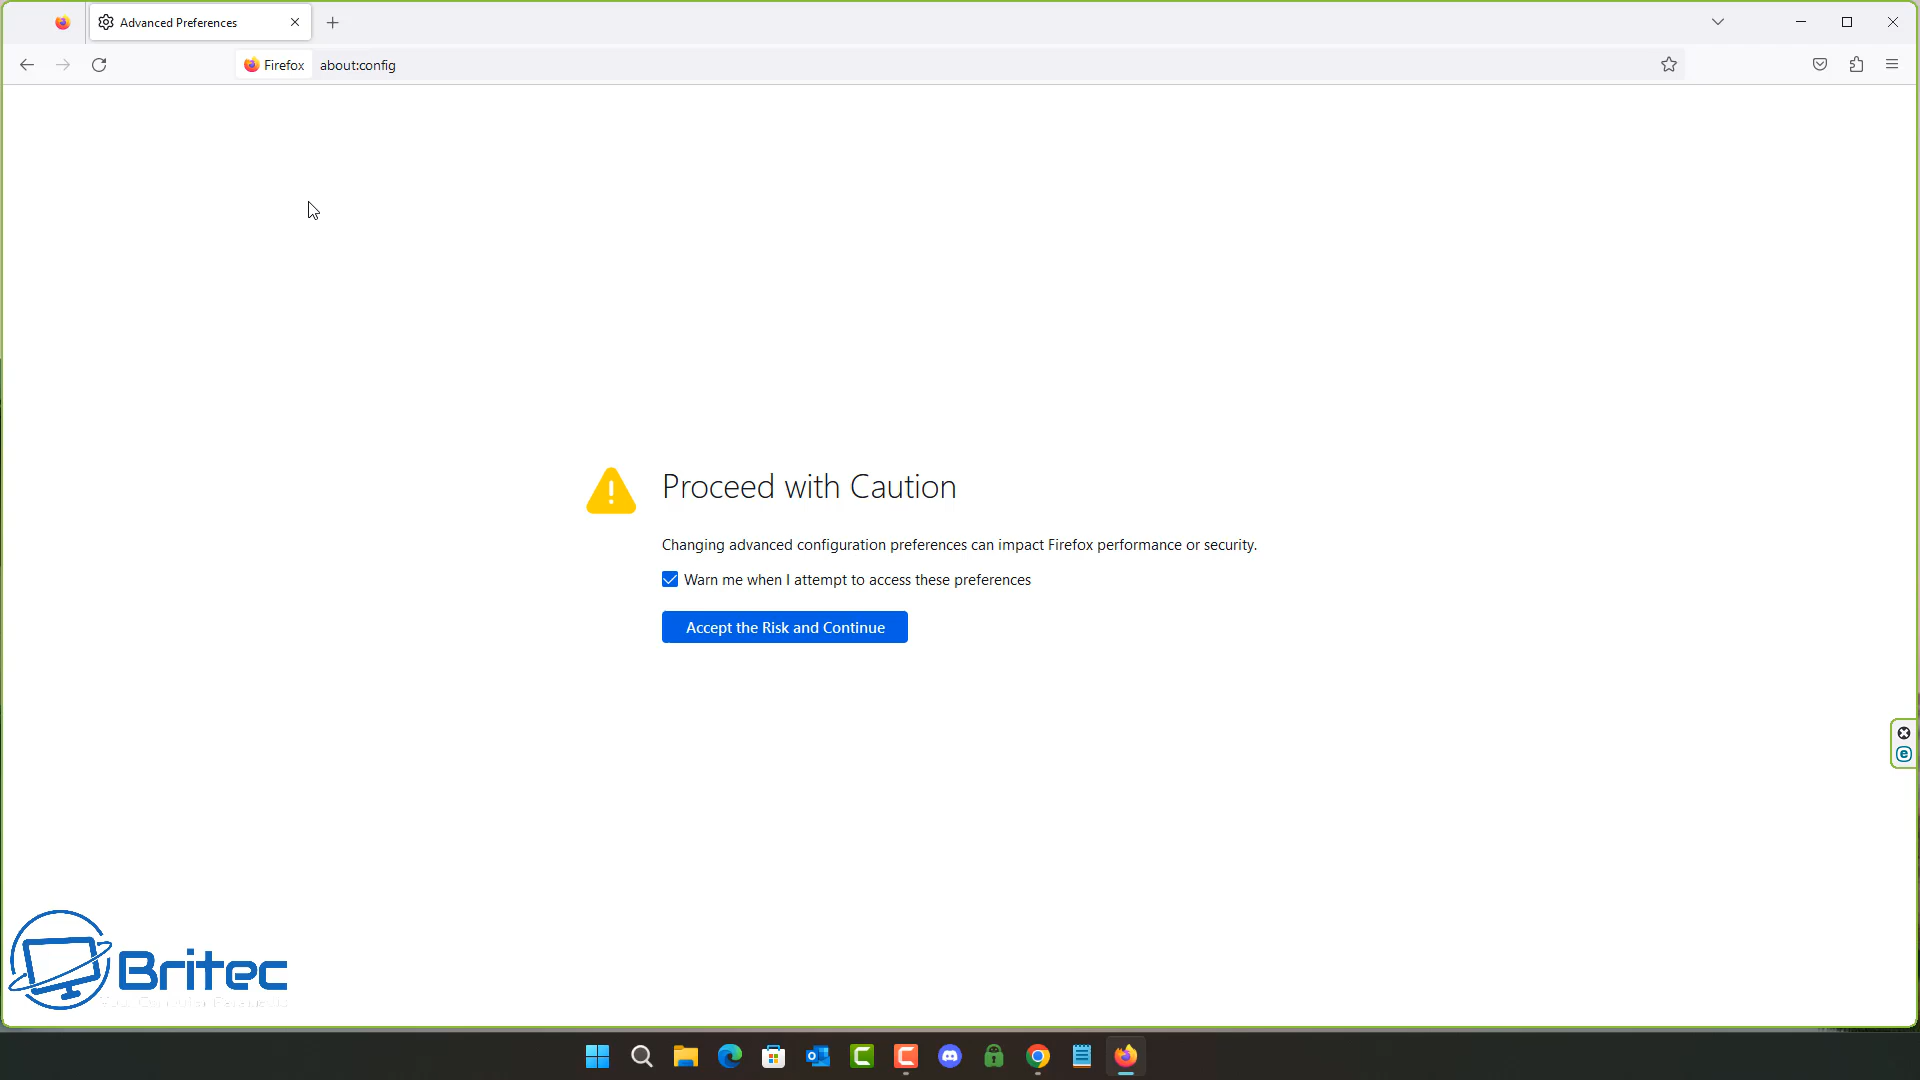 Advanced Preferences
Firefox
about:config
Proceed with Caution
Changing advanced configuration preferences can impact Firefox performance or security.
Warn me when I attempt to access these preferences
Accept the Risk and Continue
Britec